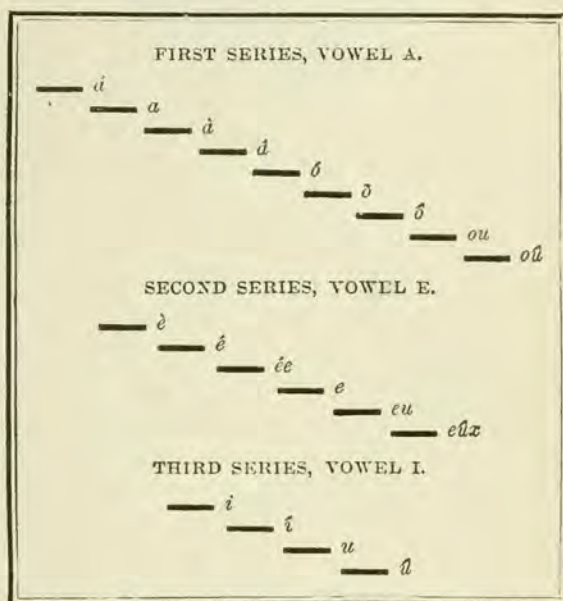 FIRST SERIES, VOWEL A.
á
a
à
â
ó
ò
ô
ou
oû
SECOND SERIES, VOWEL E.
è
é
ée
e
eu
eûx
THIRD SERIES, VOWEL I.
i
î
u
û